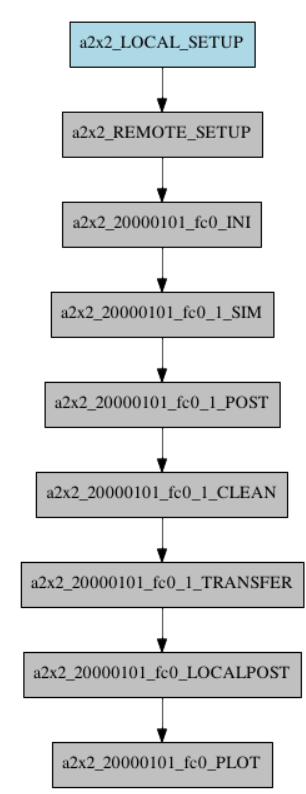 a2x2_LOCAL_SETUP
a2x2_REMOTE_SETUP
a2x2_20000101_fc0_INI
a2x2_20000101_fc0_1_SIM
a2x2_20000101_fc0_1_POST
a2x2_20000101_fc0_1_CLEAN
a2x2_20000101_fc0_1_TRANSFER
a2x2_20000101_fc0_LOCALPOST
a2x2_20000101_fc0_PLOT